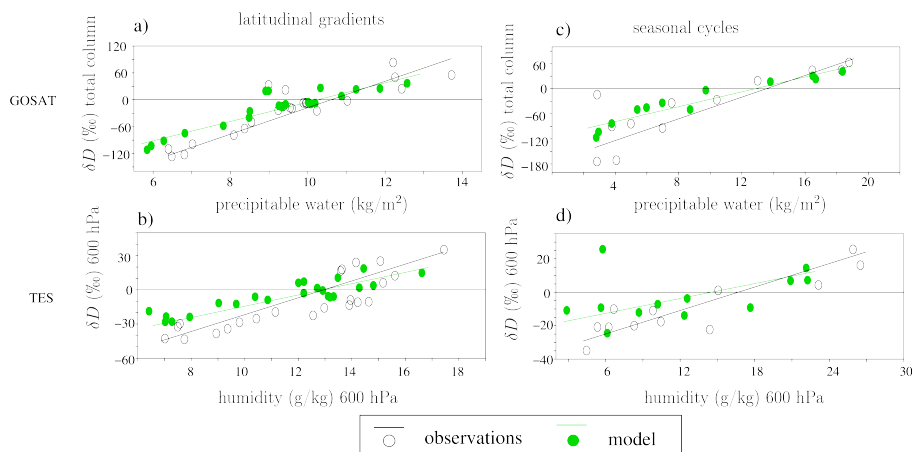 latitudinal gradients
seasonal cycles
a)
c)
GOSAT
δD (‰) total column
120
60
0
−60
−120
6
8
10
12
14
precipitable water (kg/m²)
δD (‰) total column
60
0
−60
−120
−180
4
8
12
16
20
precipitable water (kg/m²)
b)
d)
TES
δD (‰) 600 hPa
30
0
−30
−60
8
10
12
14
16
18
humidity (g/kg) 600 hPa
δD (‰) 600 hPa
20
0
−20
−40
6
12
18
24
30
humidity (g/kg) 600 hPa
observations
model